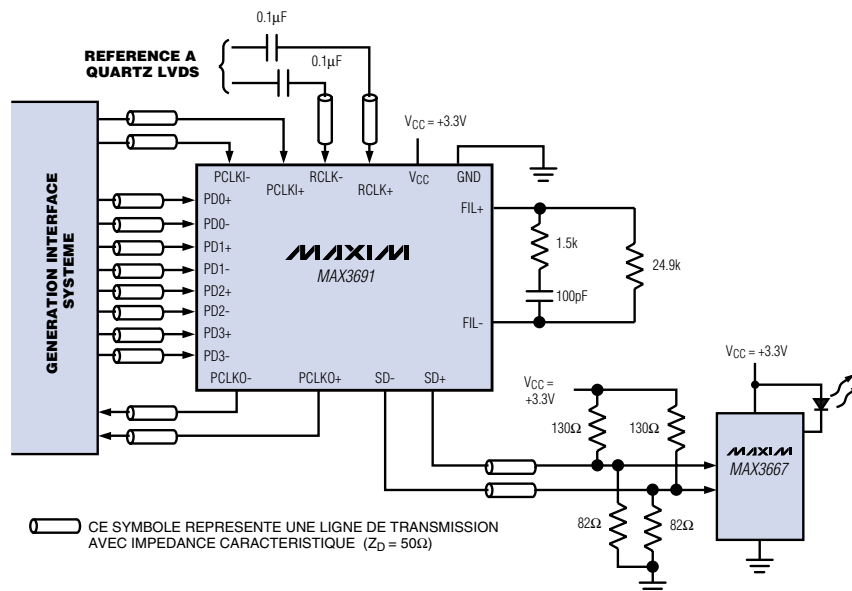 0.1µF
REFERENCE A
QUARTZ LVDS
0.1µF
VCC = +3.3V
GENERATION INTERFACE
SYSTEME
PCLKI-
PCLKI+
RCLK-
RCLK+
VCC
GND
PD0+
PD0-
PD1+
PD1-
PD2+
PD2-
PD3+
PD3-
MAXIM
MAX3691
FIL+
FIL-
1.5k
100pF
24.9k
PCLKO-
PCLKO+
SD-
SD+
VCC =
+3.3V
130Ω
130Ω
82Ω
82Ω
VCC = +3.3V
MAXIM
MAX3667
CE SYMBOLE REPRESENTE UNE LIGNE DE TRANSMISSION
AVEC IMPEDANCE CARACTERISTIQUE (ZD = 50Ω)